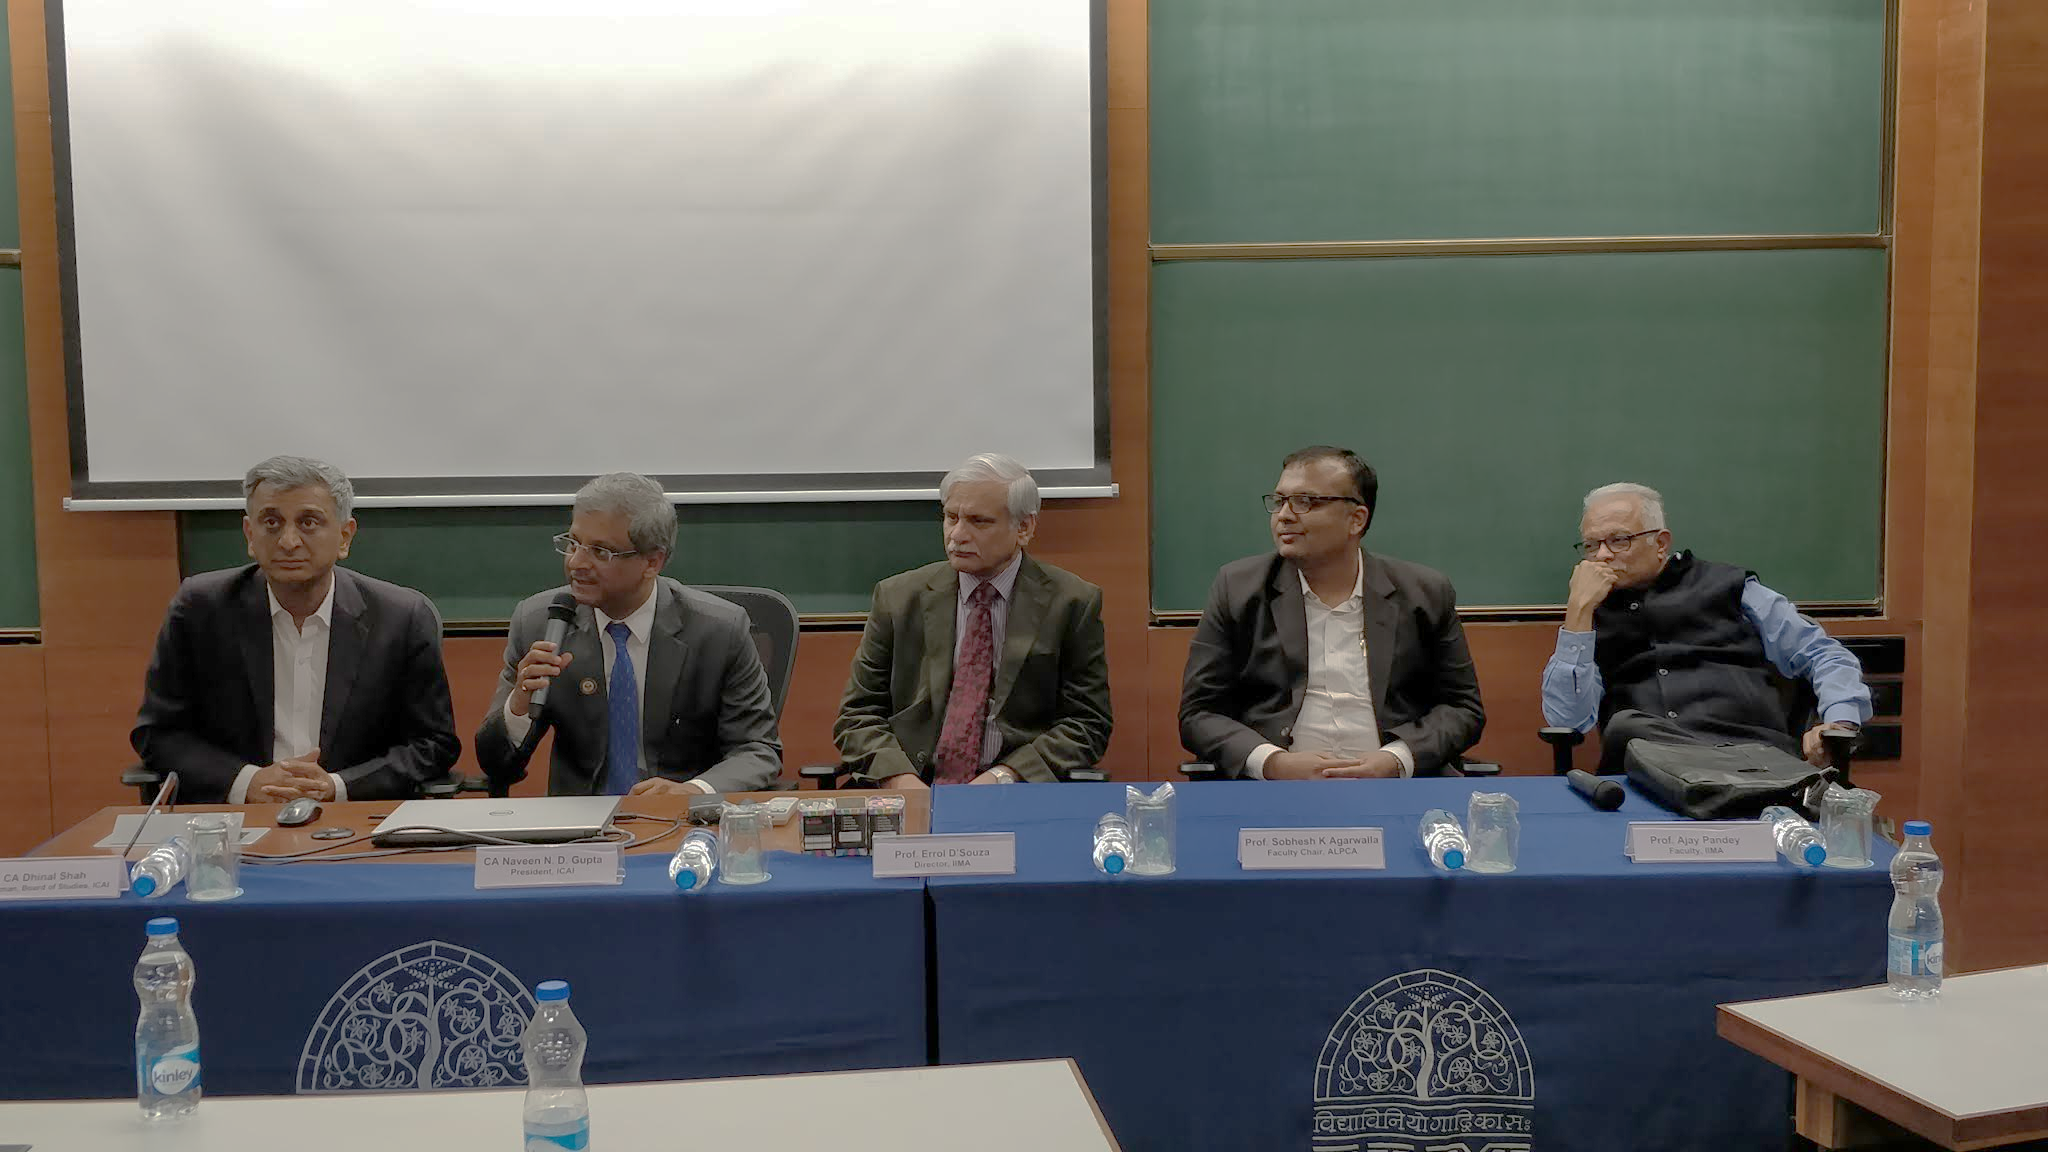 CA Dhinal Shah
man, Board of Studies, ICAI
CA Naveen N. D. Gupta
President, ICAI
Prof. Errol D'Souza
Director, IIMA
Prof. Sobhesh K Agarwalla
Faculty Chair, ALPCA
Prof. Ajay Pandey
Faculty, IIMA
kinley
विद्याविनियोगाद्विकासः